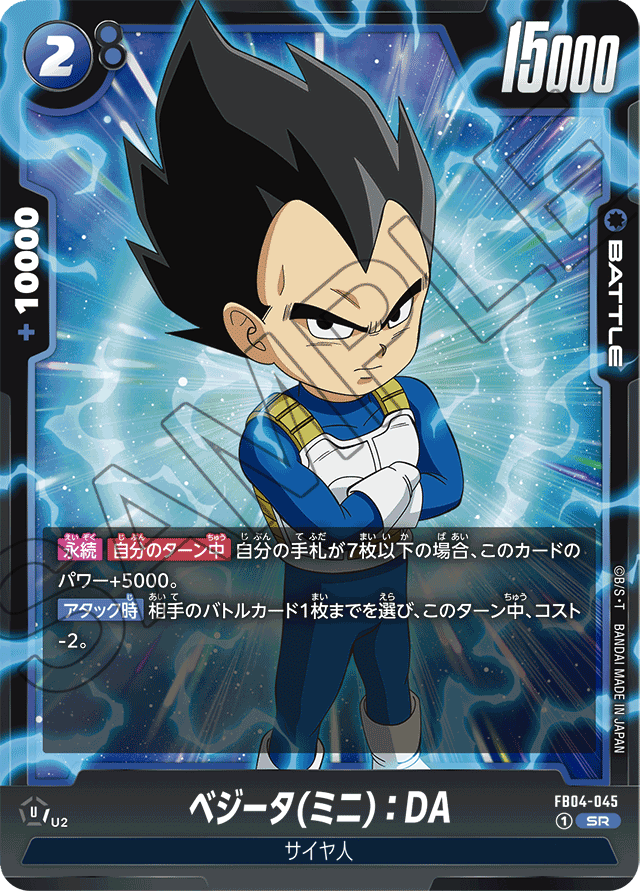 2
15000
+10000
BATTLE
SAMPLE
永続 自分のターン中 自分の手札が7枚以下の場合、このカードの
パワー+5000。
アタック時 相手のバトルカード1枚までを選び、このターン中、コスト
-2。
©B/S・T BANDAI MADE IN JAPAN
ベジータ(ミニ):DA
FB04-045
U/U2
1 SR
サイヤ人